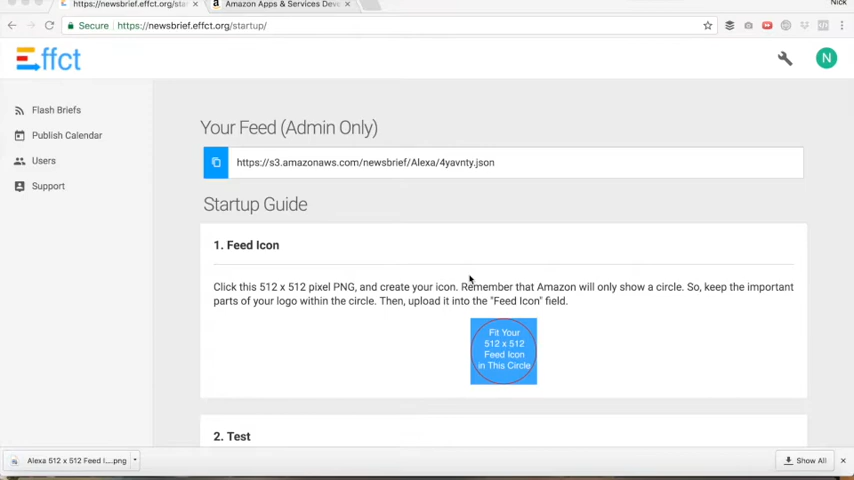 https://newsbrief.effct.org/star
Amazon Apps & Services Deve
Nick
Secure
https://newsbrief.effct.org/startup/
Effct
N
Flash Briefs
Publish Calendar
Users
Support
Your Feed (Admin Only)
https://s3.amazonaws.com/newsbrief/Alexa/4yavnty.json
Startup Guide
1. Feed Icon
Click this 512 x 512 pixel PNG, and create your icon. Remember that Amazon will only show a circle. So, keep the important
parts of your logo within the circle. Then, upload it into the "Feed Icon" field.
Fit Your
512 x 512
Feed Icon
in This Circle
2. Test
Alexa 512 x 512 Feed I....png
Show All